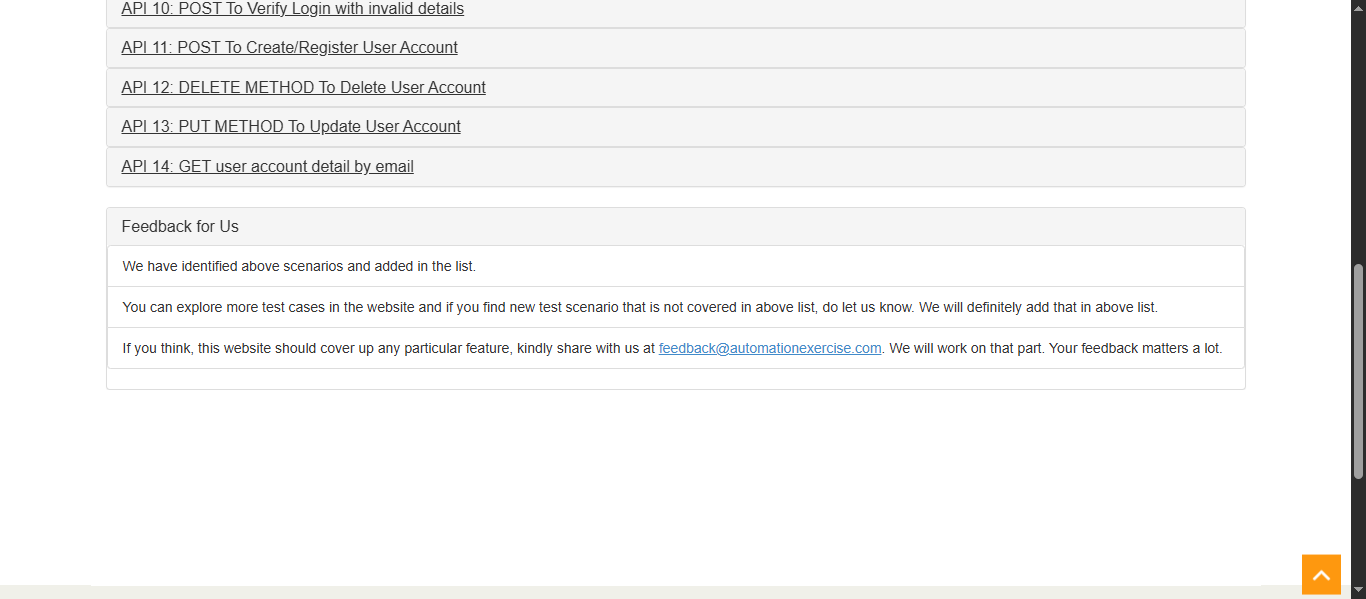 API 10: POST To Verify Login with invalid details
API 11: POST To Create/Register User Account
API 12: DELETE METHOD To Delete User Account
API 13: PUT METHOD To Update User Account
API 14: GET user account detail by email
Feedback for Us
We have identified above scenarios and added in the list.
You can explore more test cases in the website and if you find new test scenario that is not covered in above list, do let us know. We will definitely add that in above list.
If you think, this website should cover up any particular feature, kindly share with us at feedback@automationexercise.com. We will work on that part. Your feedback matters a lot.